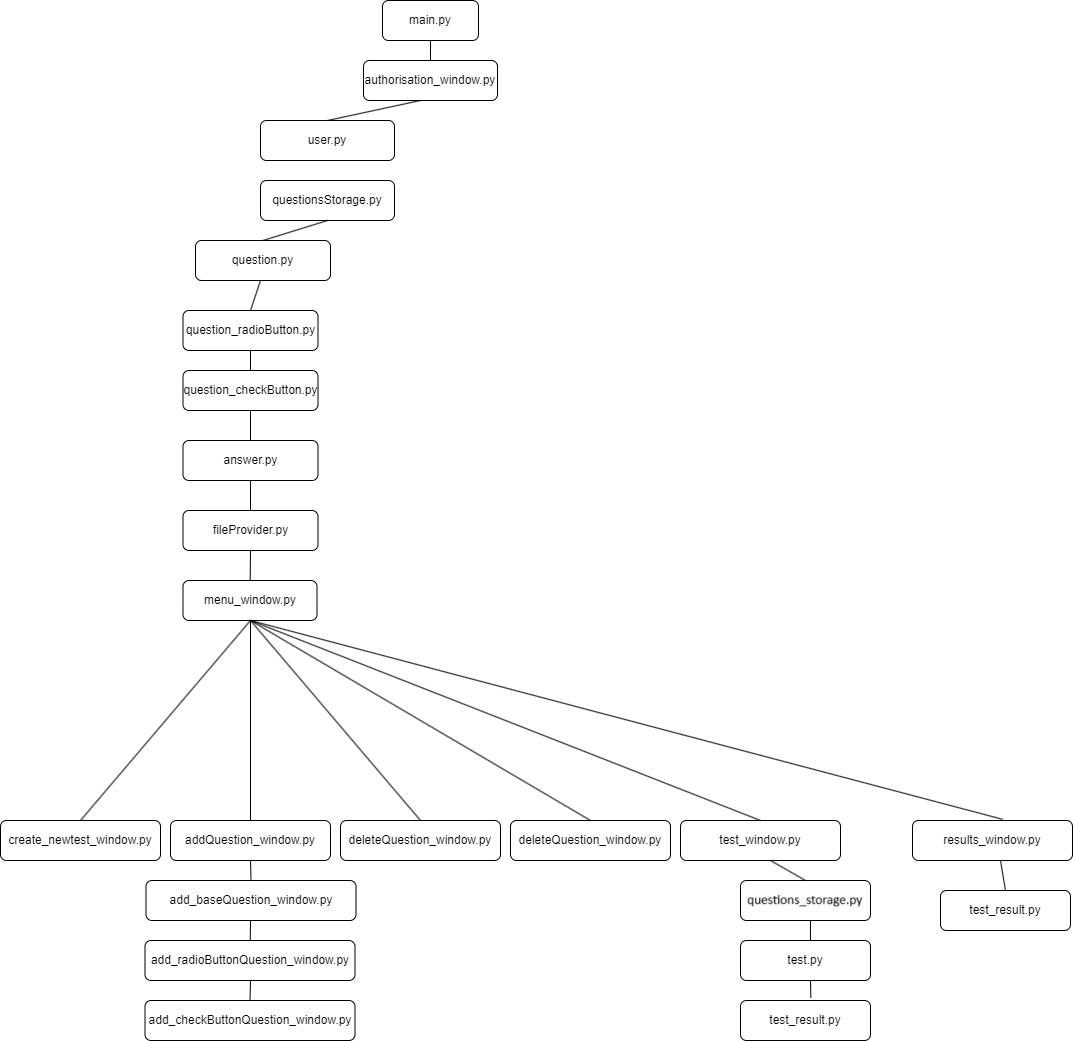 main.py
authorisation_window.py
user.py
questionsStorage.py
question.py
question_radioButton.py
question_checkButton.py
answer.py
fileProvider.py
menu_window.py
create_newtest_window.py
addQuestion_window.py
deleteQuestion_window.py
deleteQuestion_window.py
test_window.py
results_window.py
add_baseQuestion_window.py
questions_storage.py
test_result.py
add_radioButtonQuestion_window.py
test.py
add_checkButtonQuestion_window.py
test_result.py